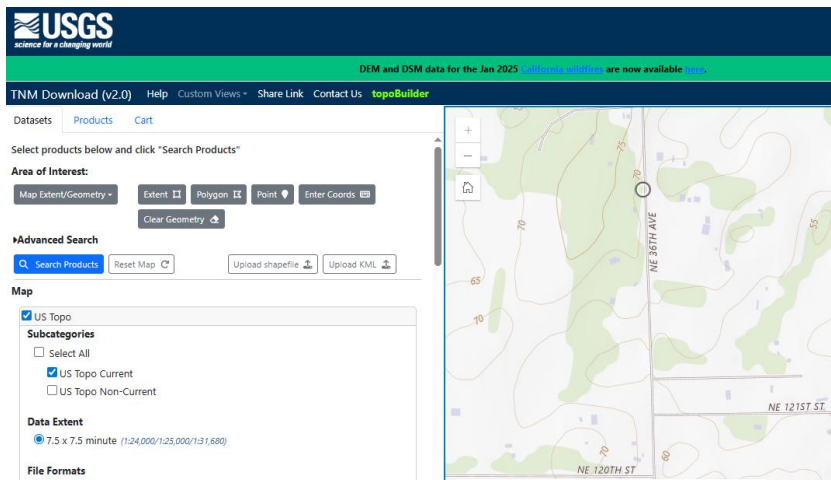 USGS
science for a changing world
DEM and DSM data for the Jan 2025 California wildfires are now available here.
TNM Download (v2.0) Help Custom Views Share Link Contact Us topoBuilder
Datasets Products Cart
Select products below and click "Search Products"
Area of Interest:
Map Extent/Geometry Extent Polygon Point Enter Coords
Clear Geometry
Advanced Search
Search Products Reset Map Upload shapefile Upload KML
Map
US Topo
Subcategories
Select All
US Topo Current
US Topo Non-Current
Data Extent
7.5 x 7.5 minute (1:24,000/1:25,000/1:31,680)
File Formats
+
−
75
70
70
55
NE 36TH AVE
65
70
NE 121ST ST
70
60
NE 120TH ST